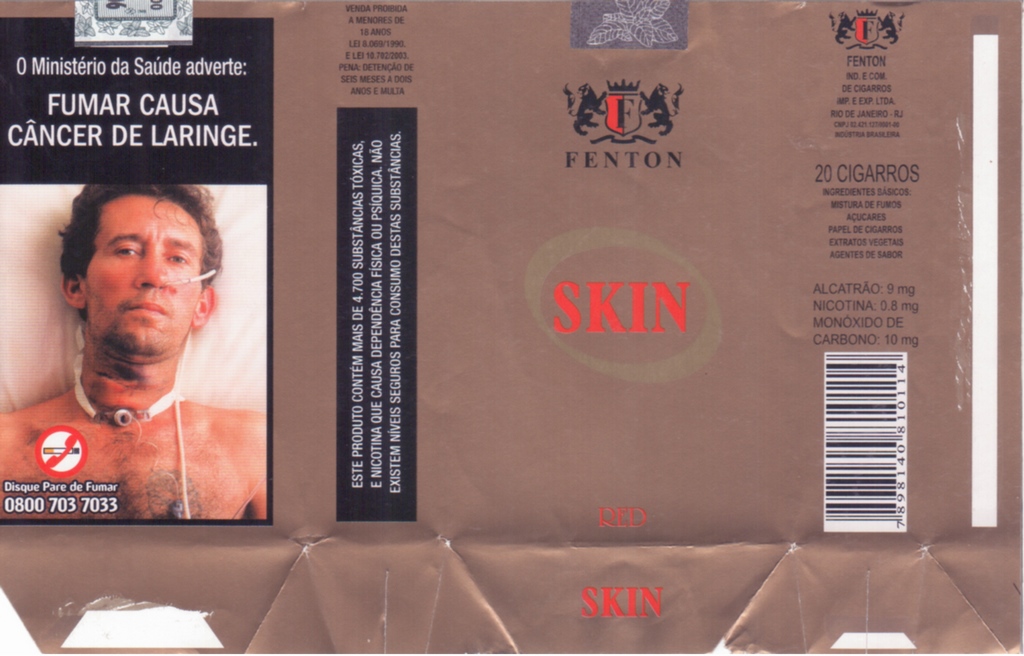 O Ministério da Saúde adverte:
FUMAR CAUSA
CÂNCER DE LARINGE.
Disque Pare de Fumar
0800 703 7033
VENDA PROIBIDA
A MENORES DE
18 ANOS
LEI 8.069/1990.
E LEI 10.702/2003.
PENA: DETENÇÃO DE
SEIS MESES A DOIS
ANOS E MULTA
ESTE PRODUTO CONTÉM MAIS DE 4.700 SUBSTÂNCIAS TÓXICAS,
E NICOTINA QUE CAUSA DEPENDÊNCIA FÍSICA OU PSÍQUICA. NÃO
EXISTEM NÍVEIS SEGUROS PARA CONSUMO DESTAS SUBSTÂNCIAS.
F
FENTON
SKIN
RED
SKIN
F
FENTON
IND. E COM.
DE CIGARROS
IMP. E EXP. LTDA.
RIO DE JANEIRO - RJ
INDÚSTRIA BRASILEIRA
20 CIGARROS
INGREDIENTES BÁSICOS:
MISTURA DE FUMOS
AÇUCARES
PAPEL DE CIGARROS
EXTRATOS VEGETAIS
AGENTES DE SABOR
ALCATRÃO: 9 mg
NICOTINA: 0.8 mg
MONÓXIDO DE
CARBONO: 10 mg
7898140810114